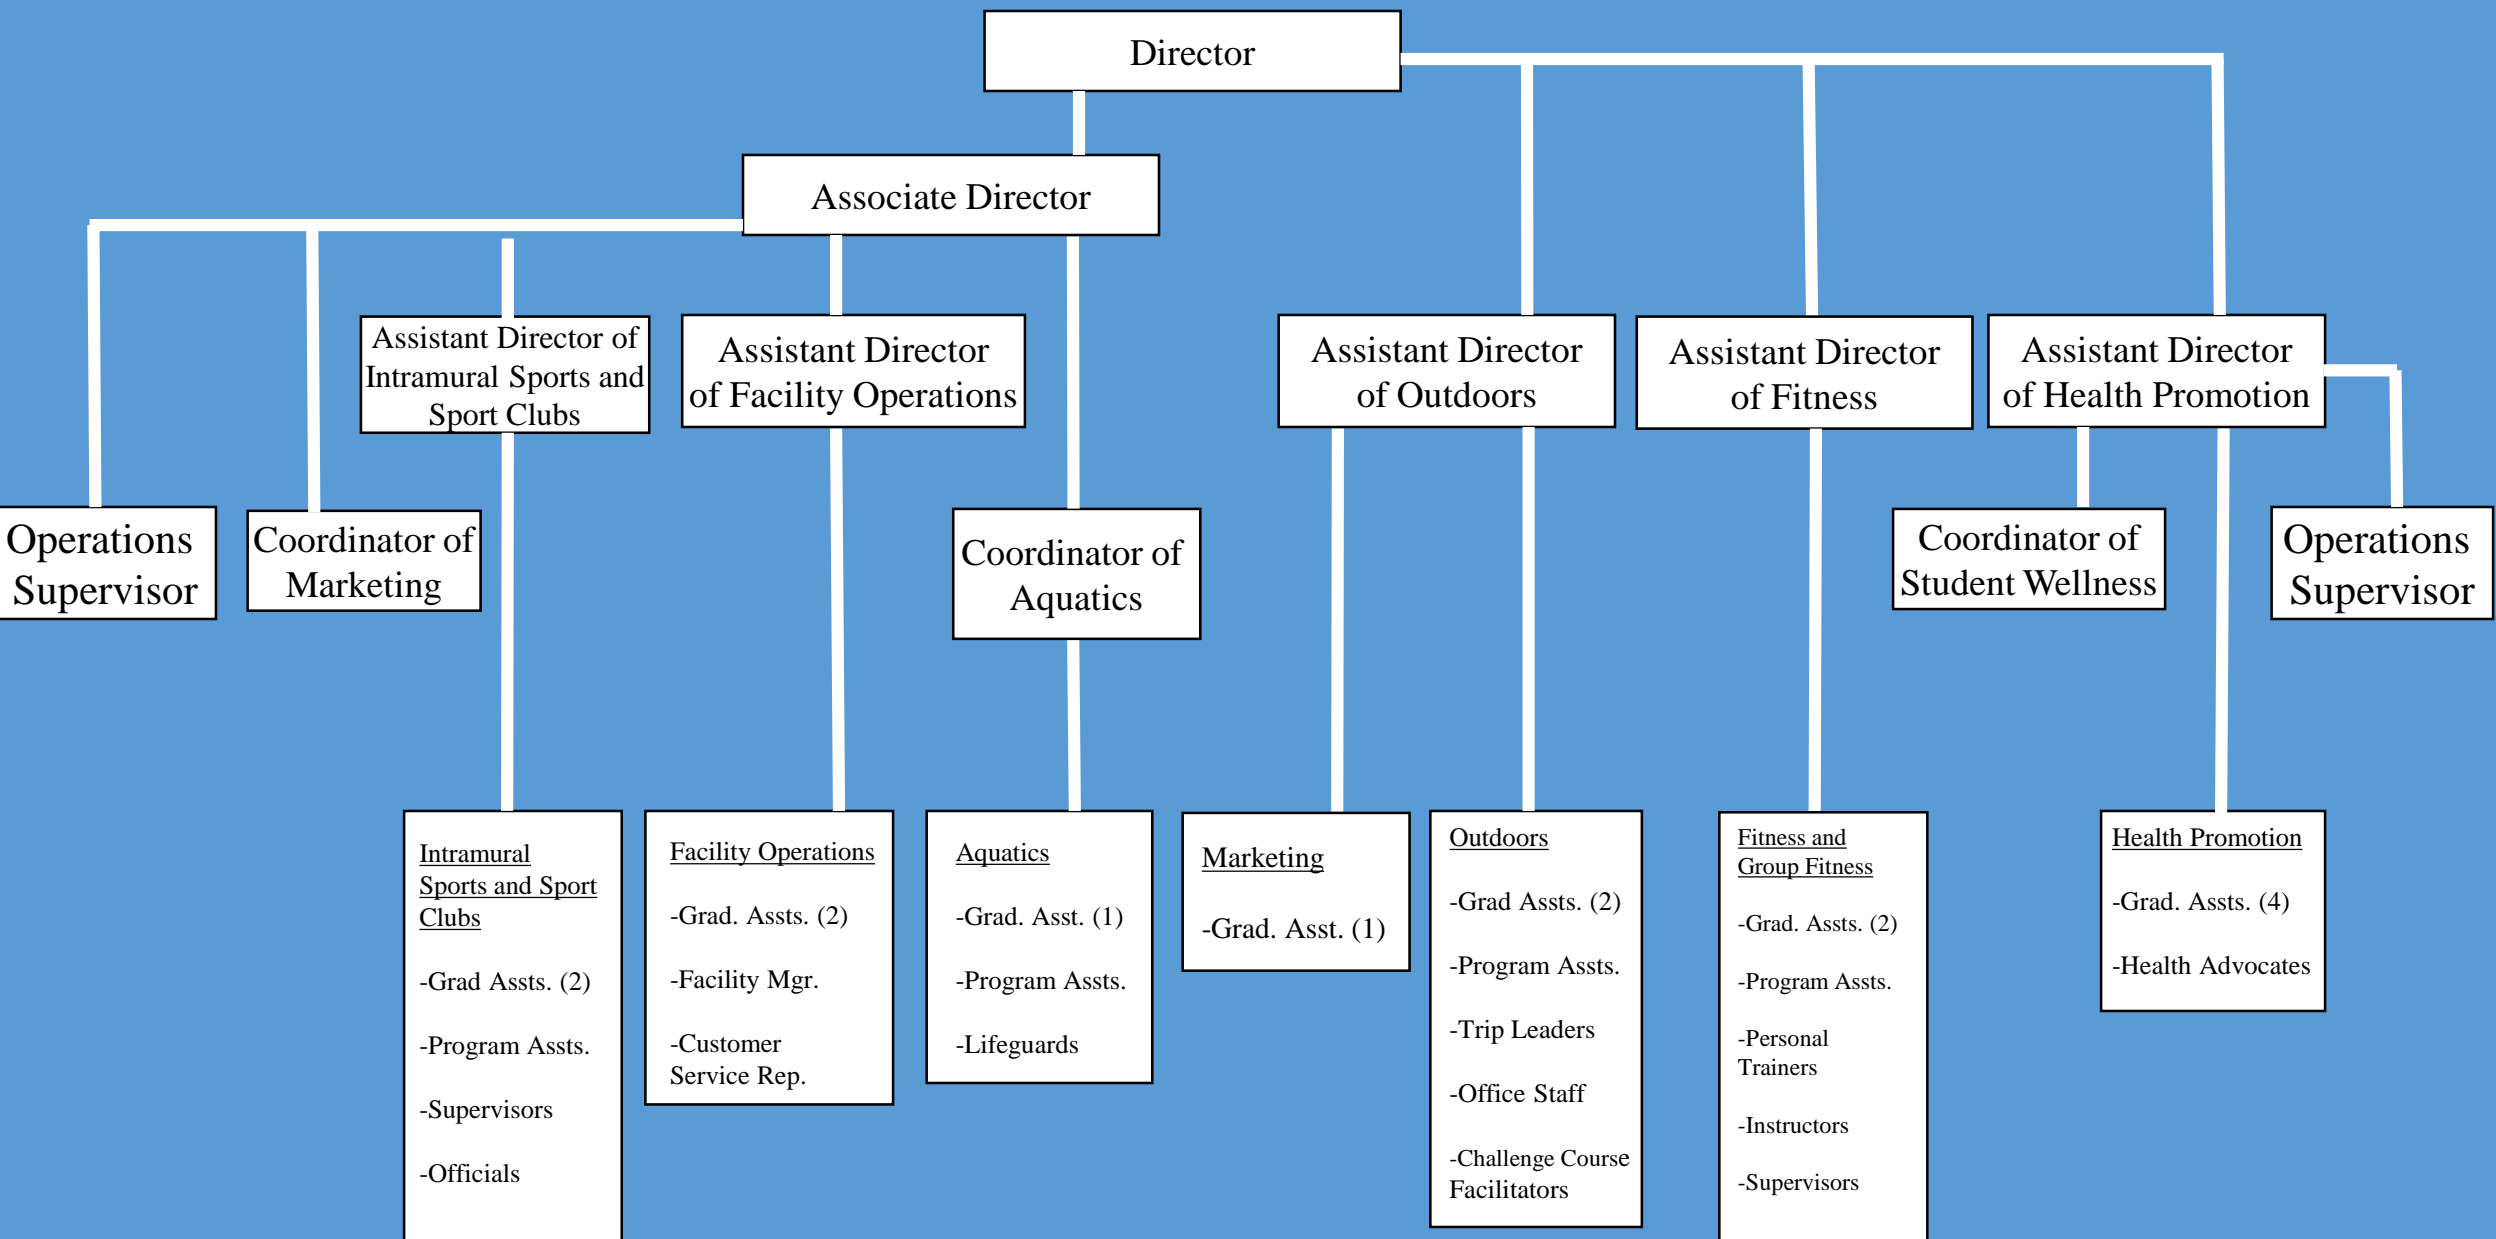 Director
Associate Director
Assistant Director of
Intramural Sports and
Sport Clubs
Assistant Director
of Facility Operations
Assistant Director
of Outdoors
Assistant Director
of Fitness
Assistant Director
of Health Promotion
Operations
Supervisor
Coordinator of
Marketing
Coordinator of
Aquatics
Coordinator of
Student Wellness
Operations
Supervisor
Intramural
Sports and Sport
Clubs
-Grad Assts. (2)
-Program Assts.
-Supervisors
-Officials
Facility Operations
-Grad. Assts. (2)
-Facility Mgr.
-Customer
Service Rep.
Aquatics
-Grad. Asst. (1)
-Program Assts.
-Lifeguards
Marketing
-Grad. Asst. (1)
Outdoors
-Grad Assts. (2)
-Program Assts.
-Trip Leaders
-Office Staff
-Challenge Course
Facilitators
Fitness and
Group Fitness
-Grad. Assts. (2)
-Program Assts.
-Personal
Trainers
-Instructors
-Supervisors
Health Promotion
-Grad. Assts. (4)
-Health Advocates